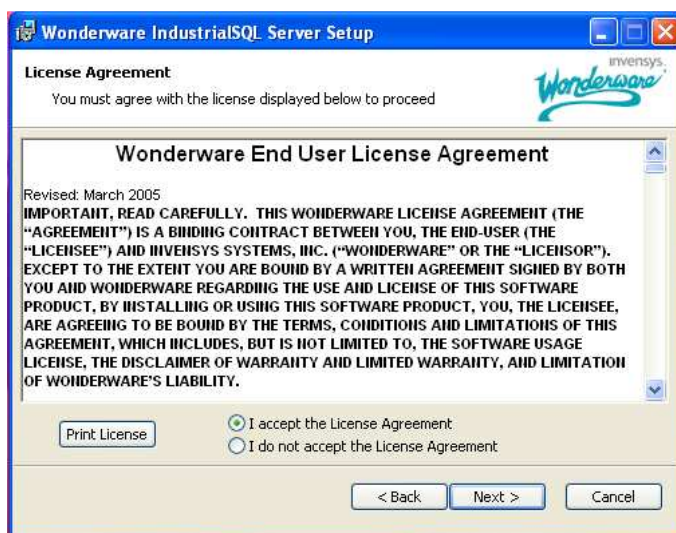 Wonderware IndustrialSQL Server Setup
License Agreement
You must agree with the license displayed below to proceed
invensys
Wonderware
Wonderware End User License Agreement
Revised: March 2005
IMPORTANT, READ CAREFULLY. THIS WONDERWARE LICENSE AGREEMENT (THE
“AGREEMENT”) IS A BINDING CONTRACT BETWEEN YOU, THE END-USER (THE
“LICENSEE”) AND INVENSYS SYSTEMS, INC. (“WONDERWARE” OR THE “LICENSOR”).
EXCEPT TO THE EXTENT YOU ARE BOUND BY A WRITTEN AGREEMENT SIGNED BY BOTH
YOU AND WONDERWARE REGARDING THE USE AND LICENSE OF THIS SOFTWARE
PRODUCT, BY INSTALLING OR USING THIS SOFTWARE PRODUCT, YOU, THE LICENSEE,
ARE AGREEING TO BE BOUND BY THE TERMS, CONDITIONS AND LIMITATIONS OF THIS
AGREEMENT, WHICH INCLUDES, BUT IS NOT LIMITED TO, THE SOFTWARE USAGE
LICENSE, THE DISCLAIMER OF WARRANTY AND LIMITED WARRANTY, AND LIMITATION
OF WONDERWARE’S LIABILITY.
Print License
I accept the License Agreement
I do not accept the License Agreement
< Back Next > Cancel